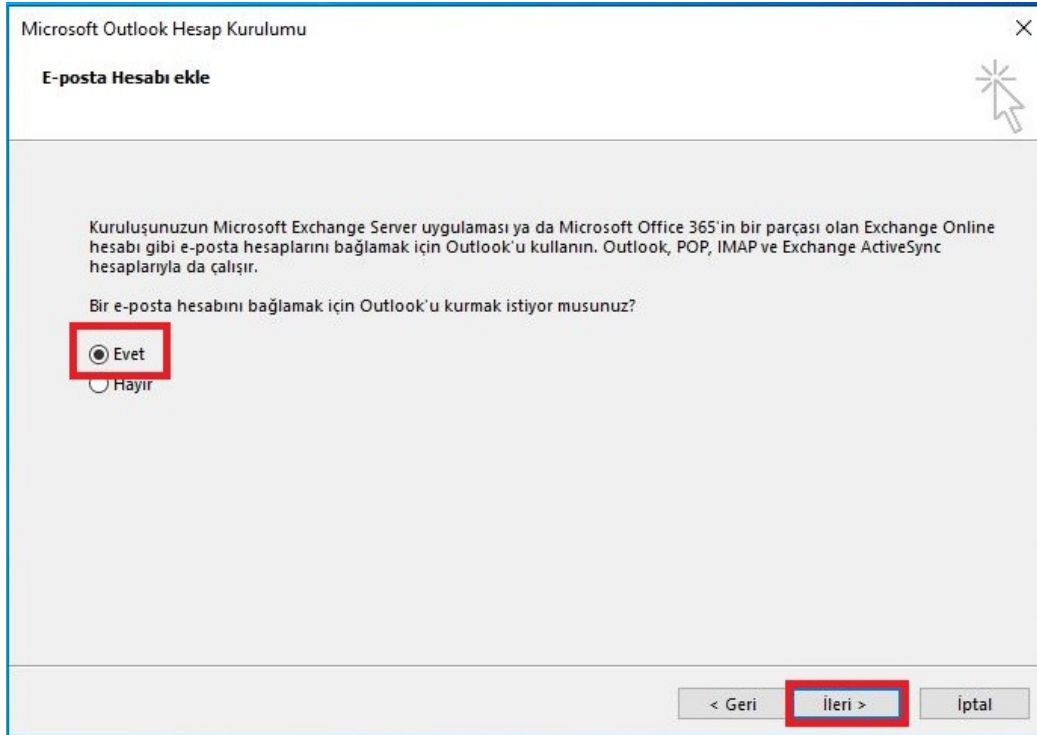 Microsoft Outlook Hesap Kurulumu
E-posta Hesabı ekle
Kuruluşunuzun Microsoft Exchange Server uygulaması ya da Microsoft Office 365'in bir parçası olan Exchange Online
hesabı gibi e-posta hesaplarını bağlamak için Outlook'u kullanın. Outlook, POP, IMAP ve Exchange ActiveSync
hesaplarıyla da çalışır.
Bir e-posta hesabını bağlamak için Outlook'u kurmak istiyor musunuz?
Evet
Hayır
< Geri İleri > İptal